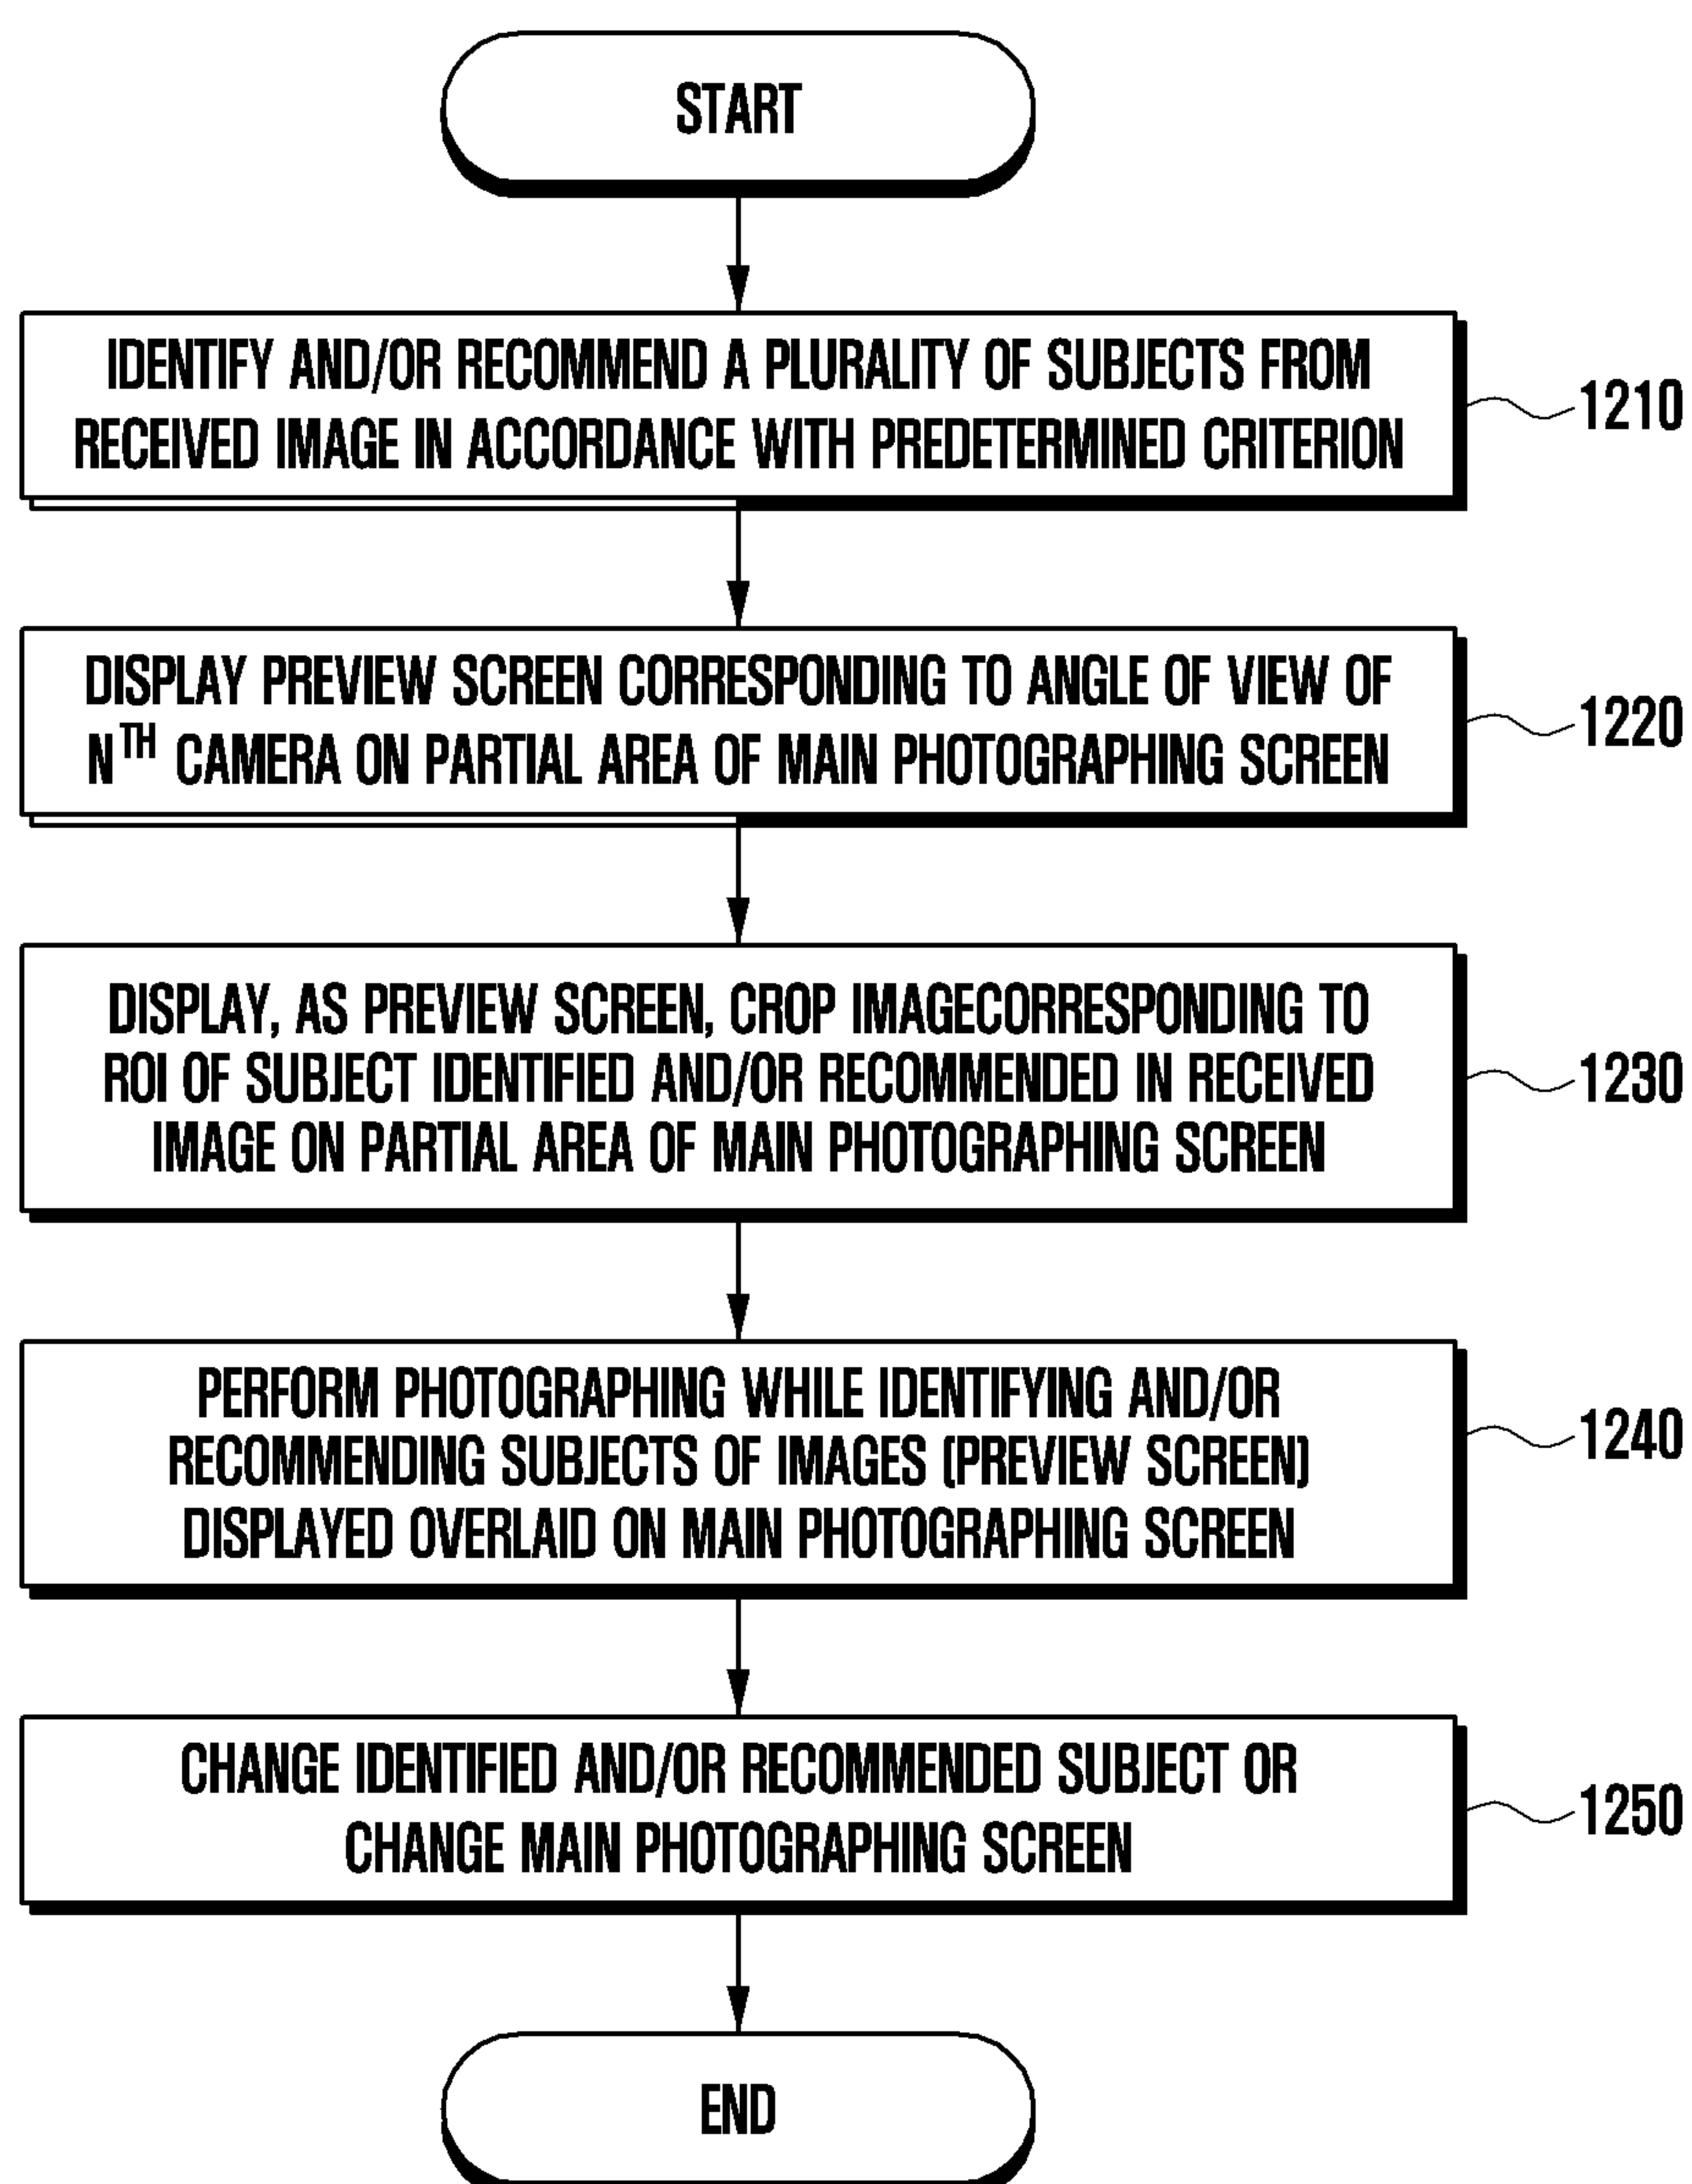 START
IDENTIFY AND/OR RECOMMEND A PLURALITY OF SUBJECTS FROM
RECEIVED IMAGE IN ACCORDANCE WITH PREDETERMINED CRITERION
1210
DISPLAY PREVIEW SCREEN CORRESPONDING TO ANGLE OF VIEW OF
NTH CAMERA ON PARTIAL AREA OF MAIN PHOTOGRAPHING SCREEN
1220
DISPLAY, AS PREVIEW SCREEN, CROP IMAGECORRESPONDING TO
ROI OF SUBJECT IDENTIFIED AND/OR RECOMMENDED IN RECEIVED
IMAGE ON PARTIAL AREA OF MAIN PHOTOGRAPHING SCREEN
1230
PERFORM PHOTOGRAPHING WHILE IDENTIFYING AND/OR
RECOMMENDING SUBJECTS OF IMAGES (PREVIEW SCREEN)
DISPLAYED OVERLAID ON MAIN PHOTOGRAPHING SCREEN
1240
CHANGE IDENTIFIED AND/OR RECOMMENDED SUBJECT OR
CHANGE MAIN PHOTOGRAPHING SCREEN
1250
END